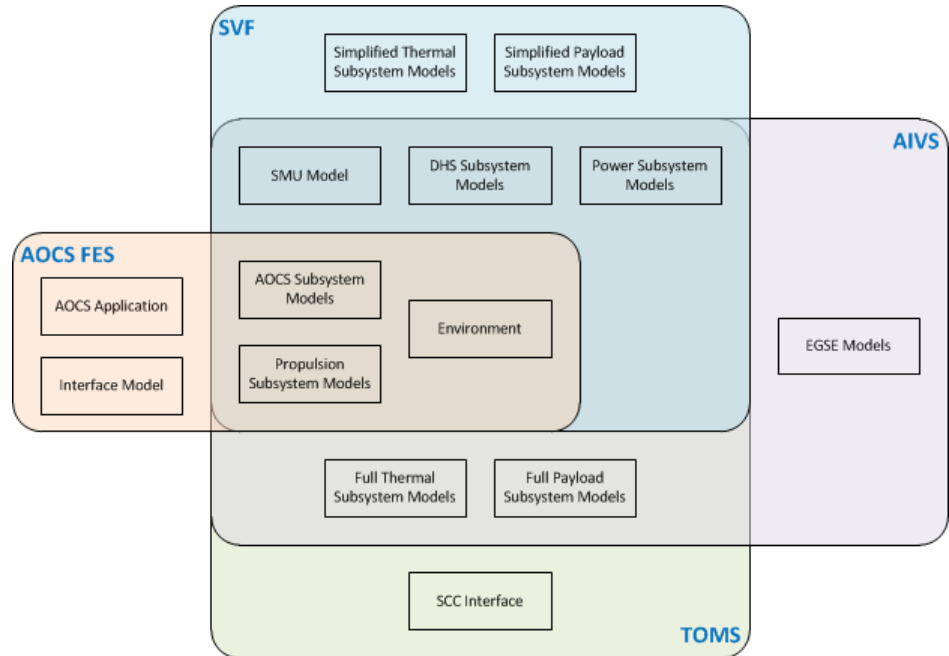 SVF
Simplified Thermal
Subsystem Models
Simplified Payload
Subsystem Models
AIVS
SMU Model
DHS Subsystem
Models
Power Subsystem
Models
AOCS FES
AOCS Application
Interface Model
AOCS Subsystem
Models
Propulsion
Subsystem Models
Environment
EGSE Models
Full Thermal
Subsystem Models
Full Payload
Subsystem Models
SCC Interface
TOMS